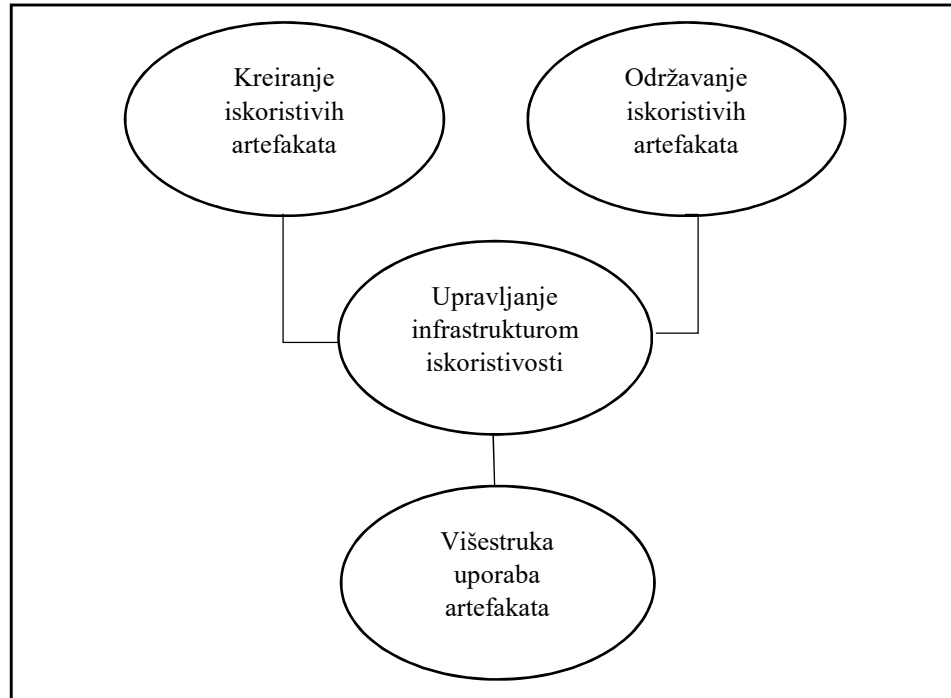 Kreiranje
iskoristivih
artefakata
Održavanje
iskoristivih
artefakata
Upravljanje
infrastrukturom
iskoristivosti
Višestruka
uporaba
artefakata